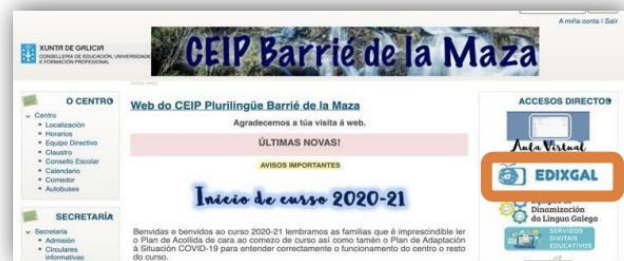 A miña conta | Sair
XUNTA DE GALICIA
CONSELLERÍA DE EDUCACIÓN, UNIVERSIDADE
E FORMACIÓN PROFESIONAL
CEIP Barrié de la Maza
O CENTRO
Centro
Localización
Horarios
Equipo Directivo
Claustro
Consello Escolar
Calendario
Comedor
Autobuses
SECRETARÍA
Secretaría
Admisión
Circulares
informativas
Web do CEIP Plurilingüe Barrié de la Maza
Agradecemos a túa visita á web.
ÚLTIMAS NOVAS!
AVISOS IMPORTANTES
Inicio de curso 2020-21
Benvidas e benvidos ao curso 2020-21 lembramos as familias que é imprescindible ler
o Plan de Acollida de cara ao comezo de curso así como tamén o Plan de Adaptación
á Situación COVID-19 para entender correctamente o funcionamento do centro o resto
do curso.
ACCESOS DIRECTOS
Aula Virtual
EDIXGAL
Equipos de
Dinamización
da Lingua Galega
SERVIZOS
DIXITAIS
EDUCATIVOS